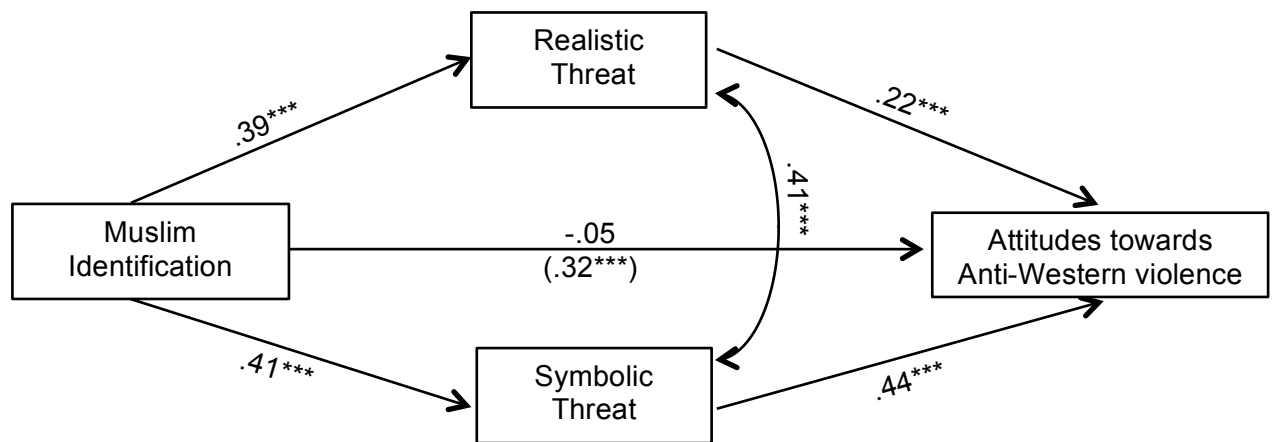 Realistic
Threat
.39***
.22***
.41***
Muslim
Identification
-.05
(.32***)
Attitudes towards
Anti-Western violence
.41***
Symbolic
Threat
.44***